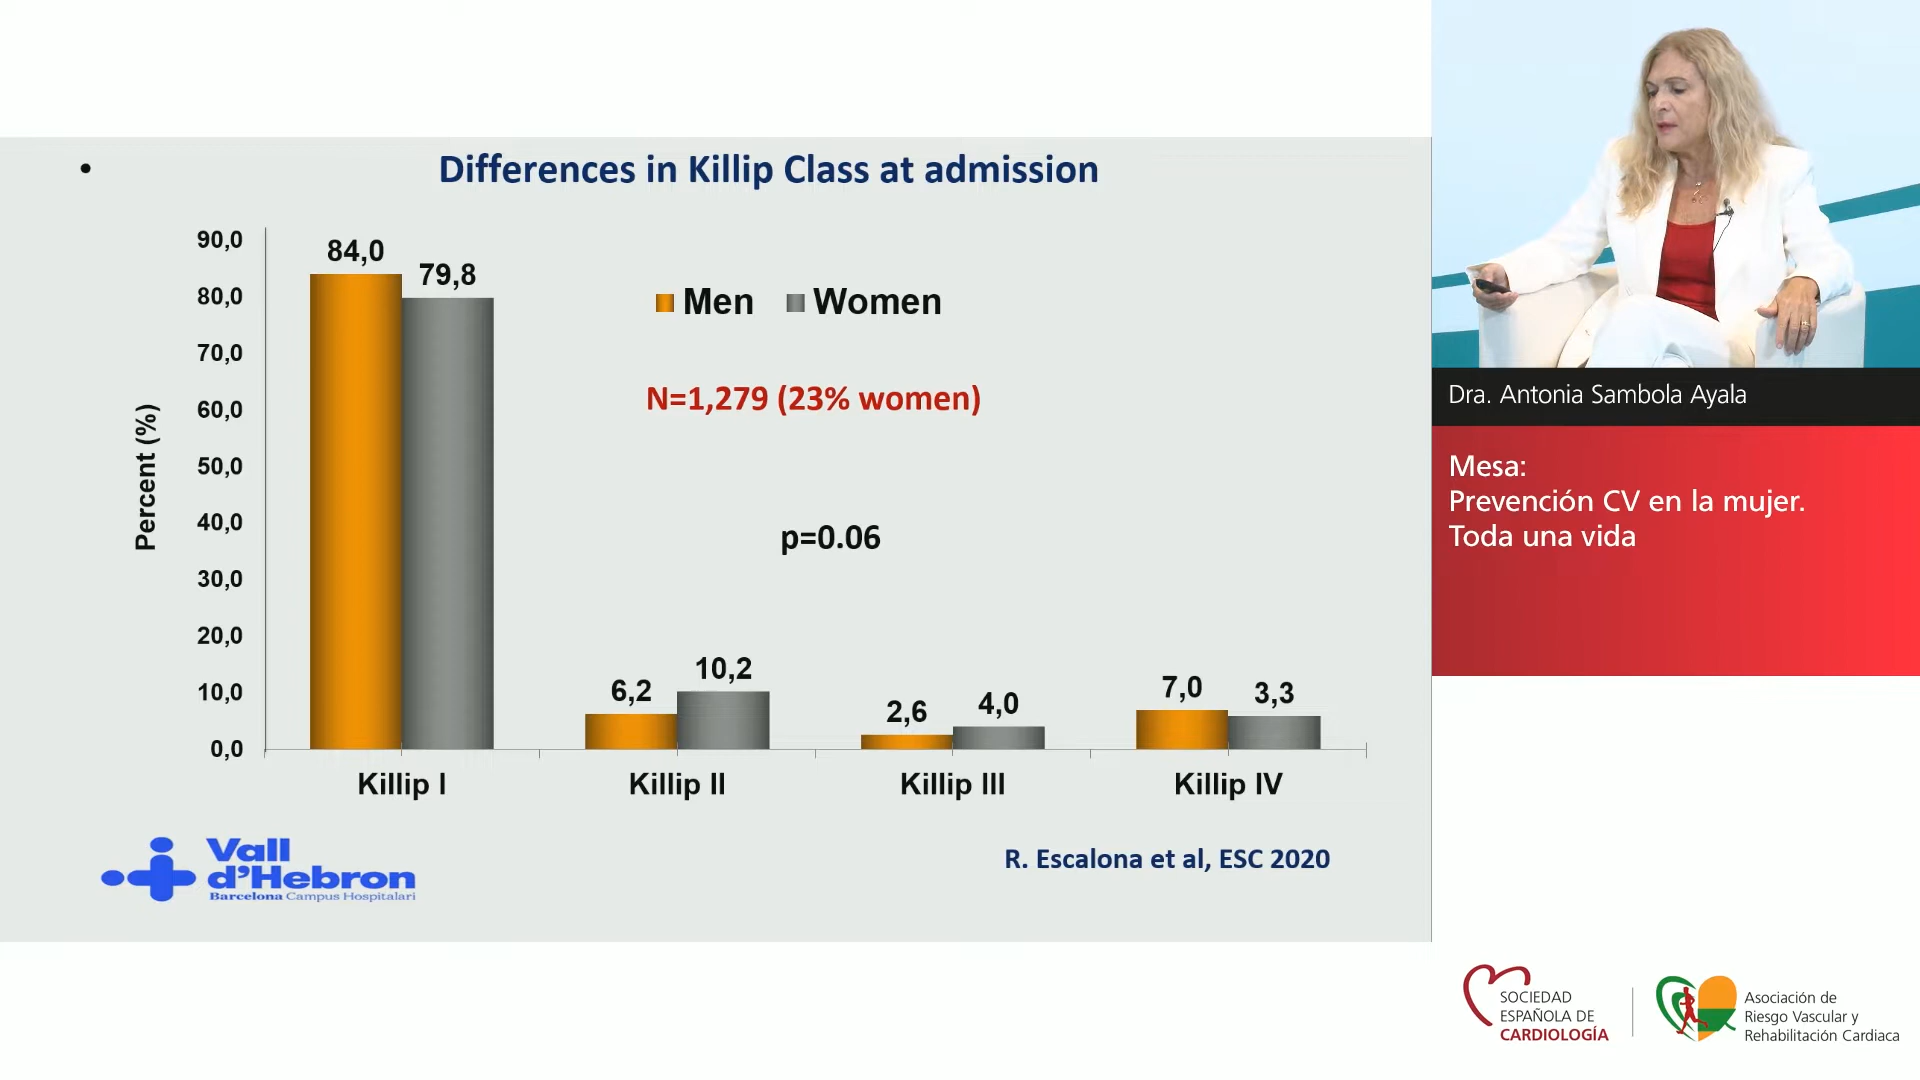 • Differences in Killip Class at admission
90,0
80,0
70,0
60,0
50,0
40,0
30,0
20,0
10,0
0,0
Percent (%)
84,0
79,8
6,2
10,2
2,6
4,0
7,0
3,3
Men Women
N=1,279 (23% women)
p=0.06
Killip I Killip II Killip III Killip IV
Vall
d'Hebron
Barcelona Campus Hospitalari
R. Escalona et al, ESC 2020
Dra. Antonia Sambola Ayala
Mesa:
Prevención CV en la mujer.
Toda una vida
SOCIEDAD
ESPAÑOLA DE
CARDIOLOGÍA
Asociación de
Riesgo Vascular y
Rehabilitación Cardiaca